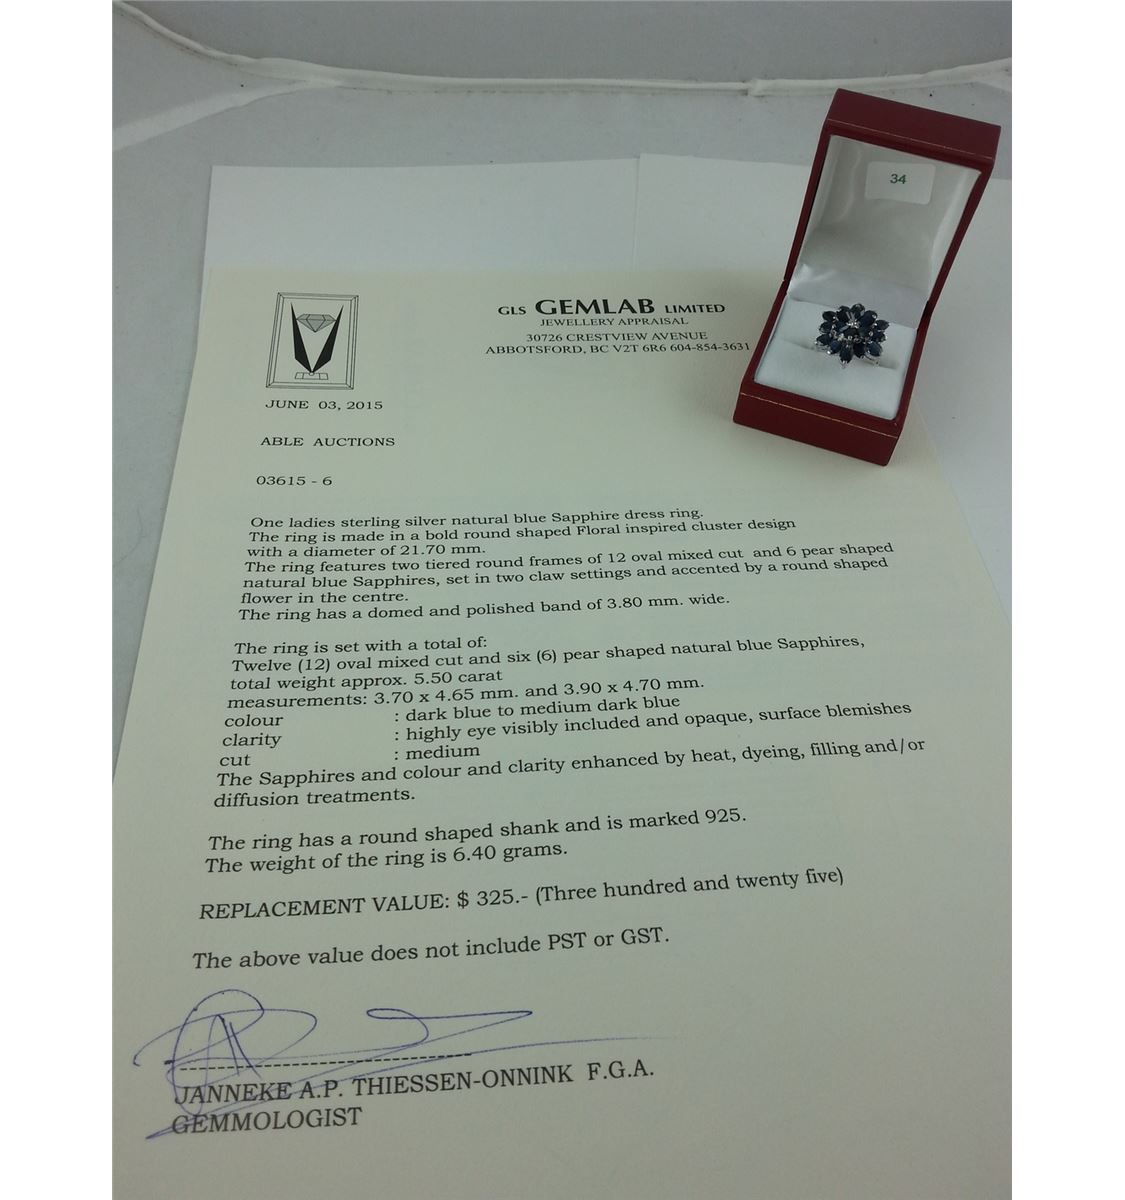 34
GLS GEMLAB LIMITED
JEWELLERY APPRAISAL
30726 CRESTVIEW AVENUE
ABBOTSFORD, BC V2T 6R6 604-854-3631
JUNE 03, 2015
ABLE AUCTIONS
03615 - 6
One ladies sterling silver natural blue Sapphire dress ring.
The ring is made in a bold round shaped Floral inspired cluster design
with a diameter of 21.70 mm.
The ring features two tiered round frames of 12 oval mixed cut and 6 pear shaped
natural blue Sapphires, set in two claw settings and accented by a round shaped
flower in the centre.
The ring has a domed and polished band of 3.80 mm. wide.
The ring is set with a total of:
Twelve (12) oval mixed cut and six (6) pear shaped natural blue Sapphires,
total weight approx. 5.50 carat
measurements: 3.70 x 4.65 mm. and 3.90 x 4.70 mm.
colour : dark blue to medium dark blue
clarity : highly eye visibly included and opaque, surface blemishes
cut : medium
The Sapphires and colour and clarity enhanced by heat, dyeing, filling and/or
diffusion treatments.
The ring has a round shaped shank and is marked 925.
The weight of the ring is 6.40 grams.
REPLACEMENT VALUE: $ 325.- (Three hundred and twenty five)
The above value does not include PST or GST.
JANNEKE A.P. THIESSEN-ONNINK F.G.A.
GEMMOLOGIST